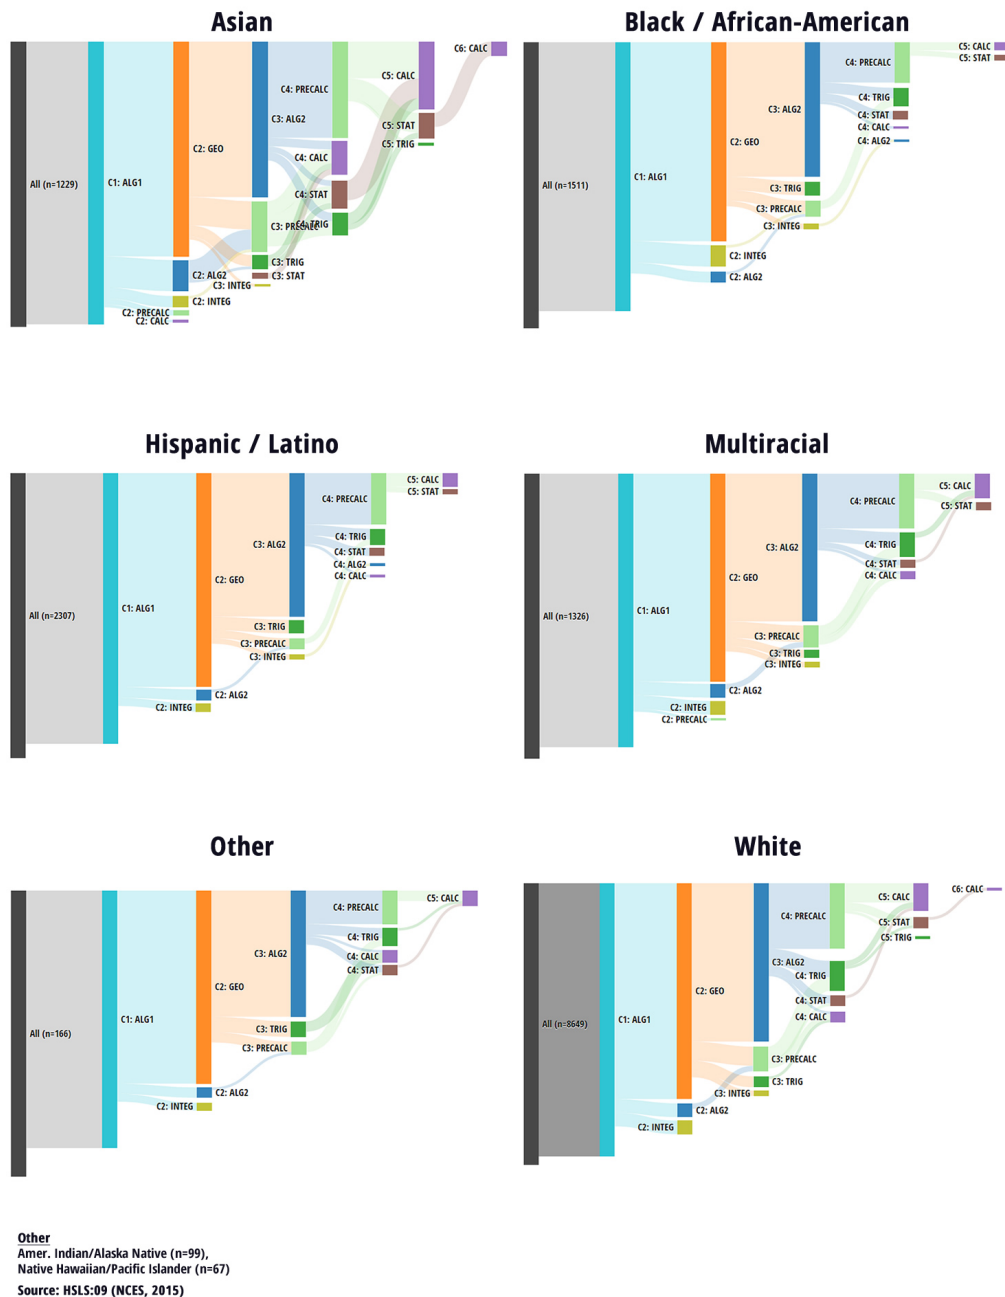 Asian
C6: CALC
C5: CALC
C4: PRECALC
C3: ALG2
C5: STAT
C5: TRIG
C2: GEO
C4: CALC
All (n=1229)
C1: ALG1
C4: STAT
C4: TRIG
C3: PRECALC
C3: TRIG
C2: ALG2
C3: STAT
C3: INTEG
C2: INTEG
C2: PRECALC
C2: CALC
Black / African-American
C5: CALC
C5: STAT
C4: PRECALC
C4: TRIG
C3: ALG2
C4: STAT
C4: CALC
C4: ALG2
C2: GEO
All (n=1511)
C1: ALG1
C3: TRIG
C3: PRECALC
C3: INTEG
C2: INTEG
C2: ALG2
Hispanic / Latino
C5: CALC
C5: STAT
C4: PRECALC
C4: TRIG
C3: ALG2
C4: STAT
C4: ALG2
C4: CALC
C2: GEO
All (n=2307)
C1: ALG1
C3: TRIG
C3: PRECALC
C3: INTEG
C2: ALG2
C2: INTEG
Multiracial
C5: CALC
C4: PRECALC
C5: STAT
C3: ALG2
C4: TRIG
C4: STAT
C4: CALC
C2: GEO
All (n=1326)
C1: ALG1
C3: PRECALC
C3: TRIG
C3: INTEG
C2: ALG2
C2: INTEG
C2: PRECALC
Other
C5: CALC
C4: PRECALC
C4: TRIG
C3: ALG2
C4: CALC
C4: STAT
C2: GEO
All (n=166)
C1: ALG1
C3: TRIG
C3: PRECALC
C2: ALG2
C2: INTEG
White
C6: CALC
C5: CALC
C4: PRECALC
C5: STAT
C5: TRIG
C3: ALG2
C4: TRIG
C4: STAT
C4: CALC
C2: GEO
All (n=8649)
C1: ALG1
C3: PRECALC
C3: TRIG
C3: INTEG
C2: ALG2
C2: INTEG
Other
Amer. Indian/Alaska Native (n=99),
Native Hawaiian/Pacific Islander (n=67)
Source: HSLS:09 (NCES, 2015)